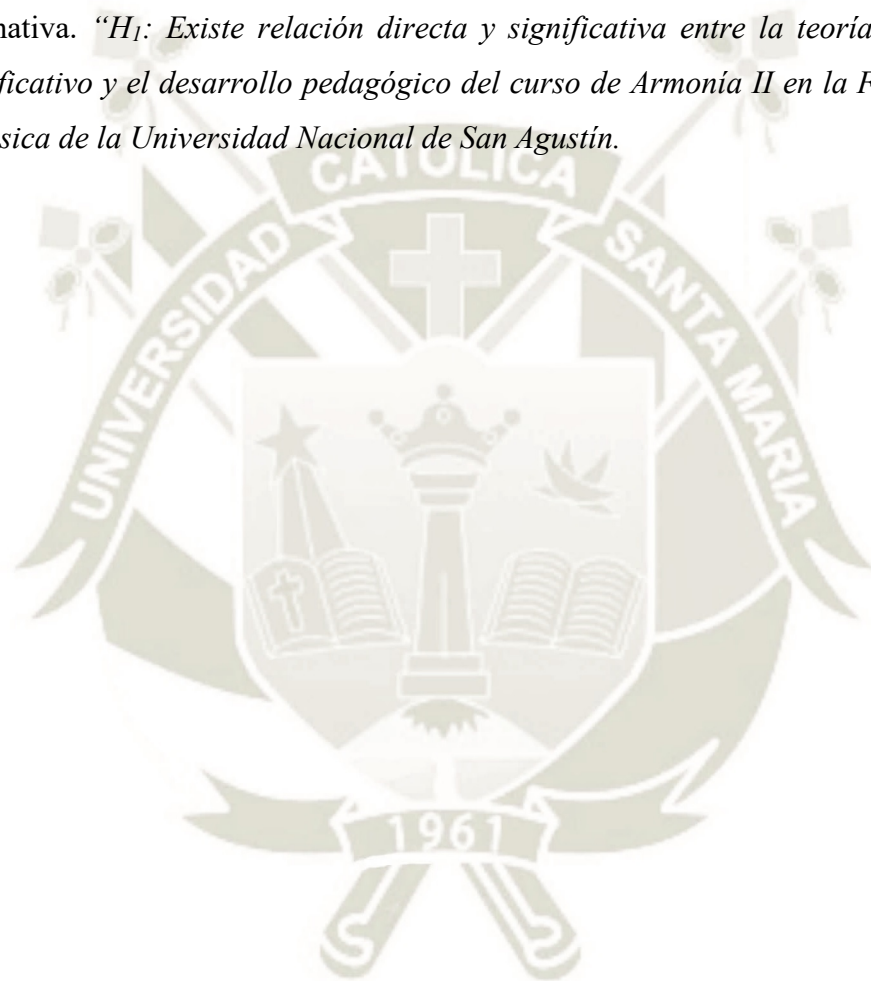 nativa. “H1: Existe relación directa y significativa entre la teoría
ficativo y el desarrollo pedagógico del curso de Armonía II en la F
sica de la Universidad Nacional de San Agustín.
UNIVERSIDAD CATOLICA SANTA MARIA
1961